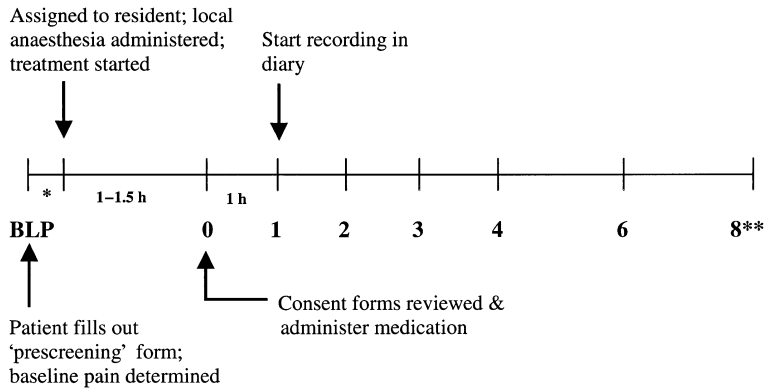 Assigned to resident; local
anaesthesia administered;
treatment started
Start recording in
diary
* 1–1.5 h 1 h
BLP 0 1 2 3 4 6 8**
Consent forms reviewed &
administer medication
Patient fills out
‘prescreening’ form;
baseline pain determined